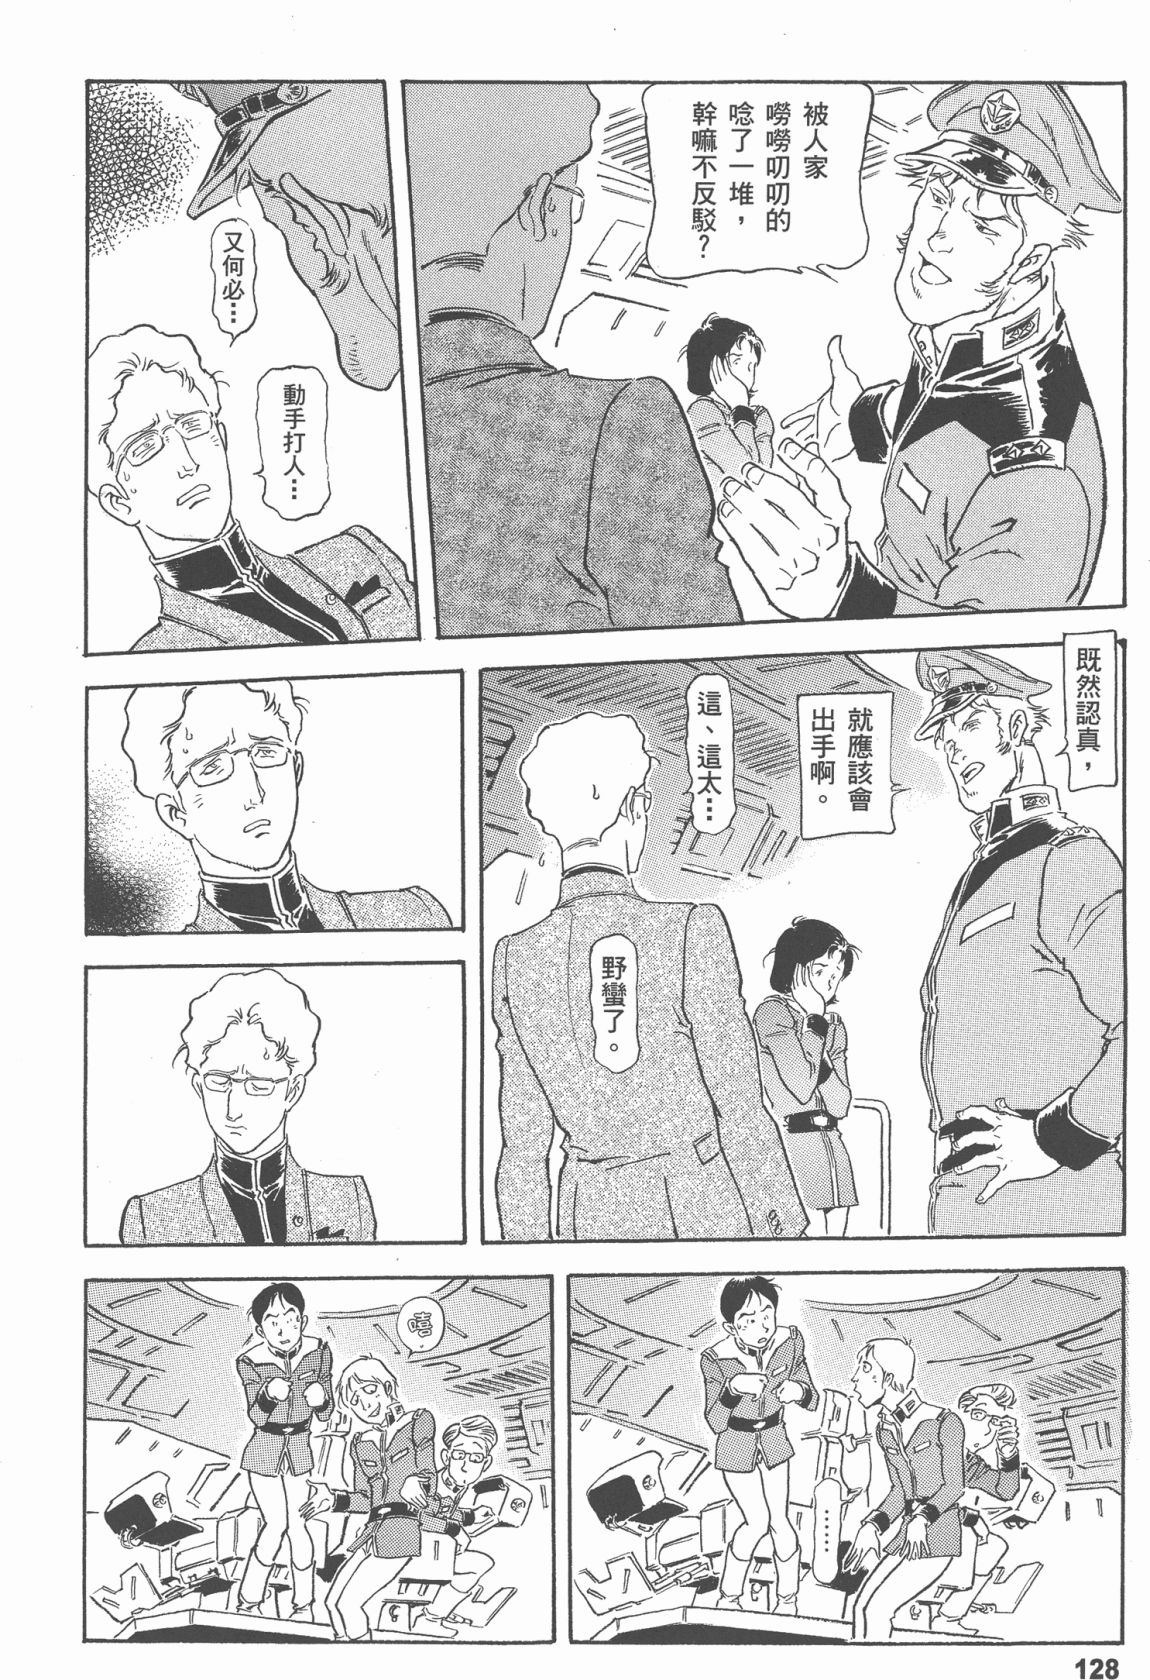 被人家
嘮嘮叨叨的
唸了一堆，
幹嘛不反駁？
又何必…
動手打人…
既然認真，
就應該會
出手啊。
這、這太…
野蠻了。
……
嘻
128